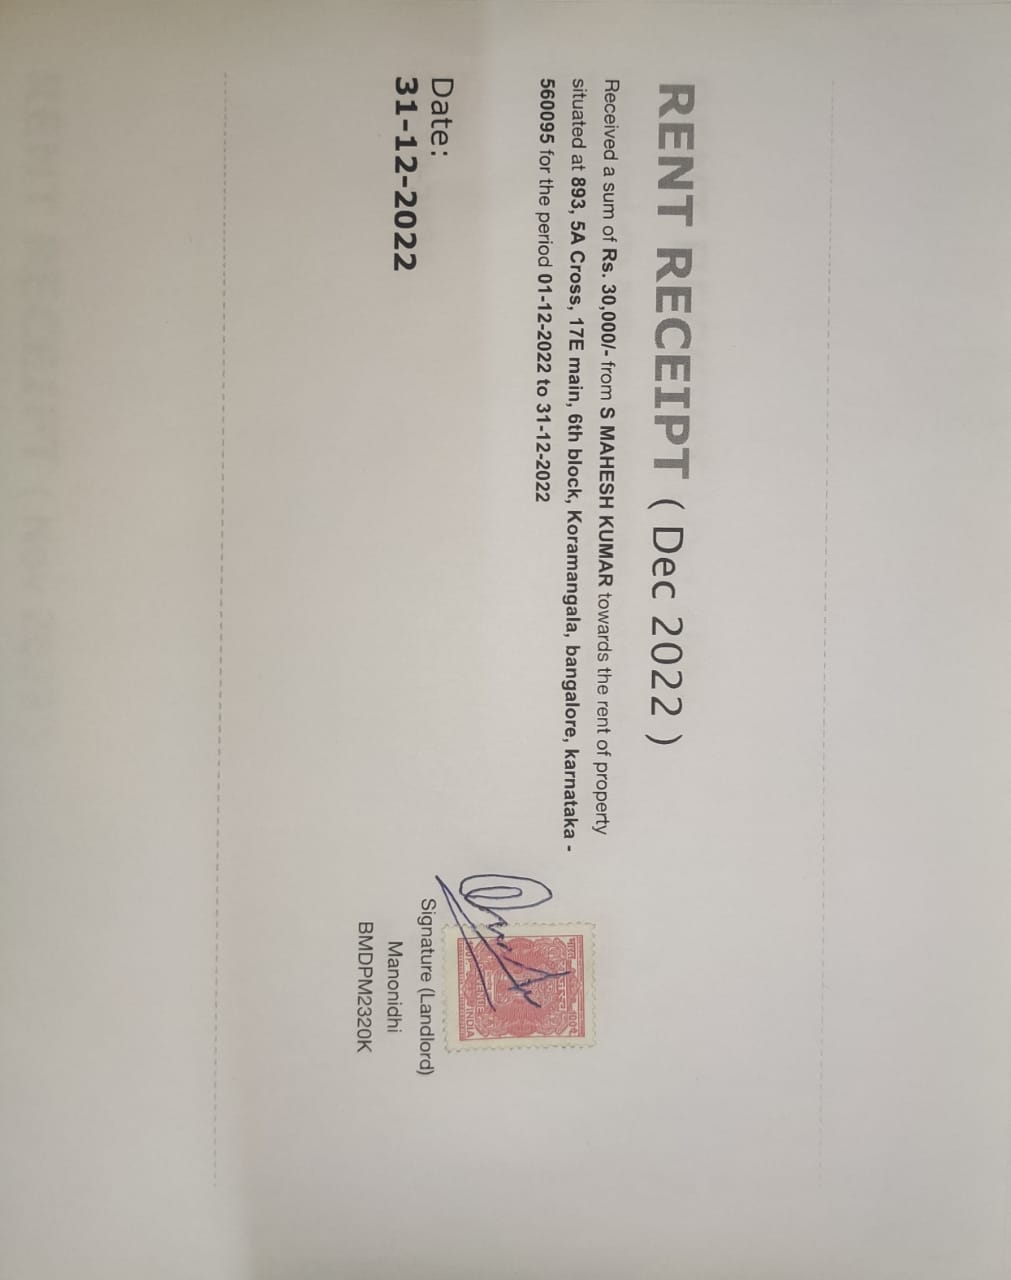 RENT RECEIPT ( Dec 2022 )
Received a sum of Rs. 30,000/- from S MAHESH KUMAR towards the rent of property
situated at 893, 5A Cross, 17E main, 6th block, Koramangala, bangalore, karnataka -
560095 for the period 01-12-2022 to 31-12-2022
Date:
31-12-2022
INDIA
Signature (Landlord)
Manonidhi
BMDPM2320K